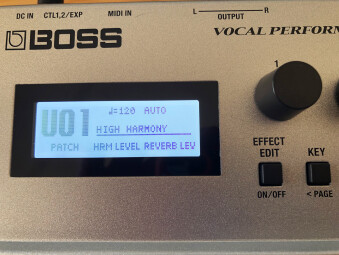 DC IN CTL1,2/EXP MIDI IN L OUTPUT R
BOSS VOCAL PERFORM
1
U01 ♩=120 AUTO
HIGH HARMONY
PATCH HRM LEVEL REVERB LEV
EFFECT EDIT KEY
ON/OFF < PAGE